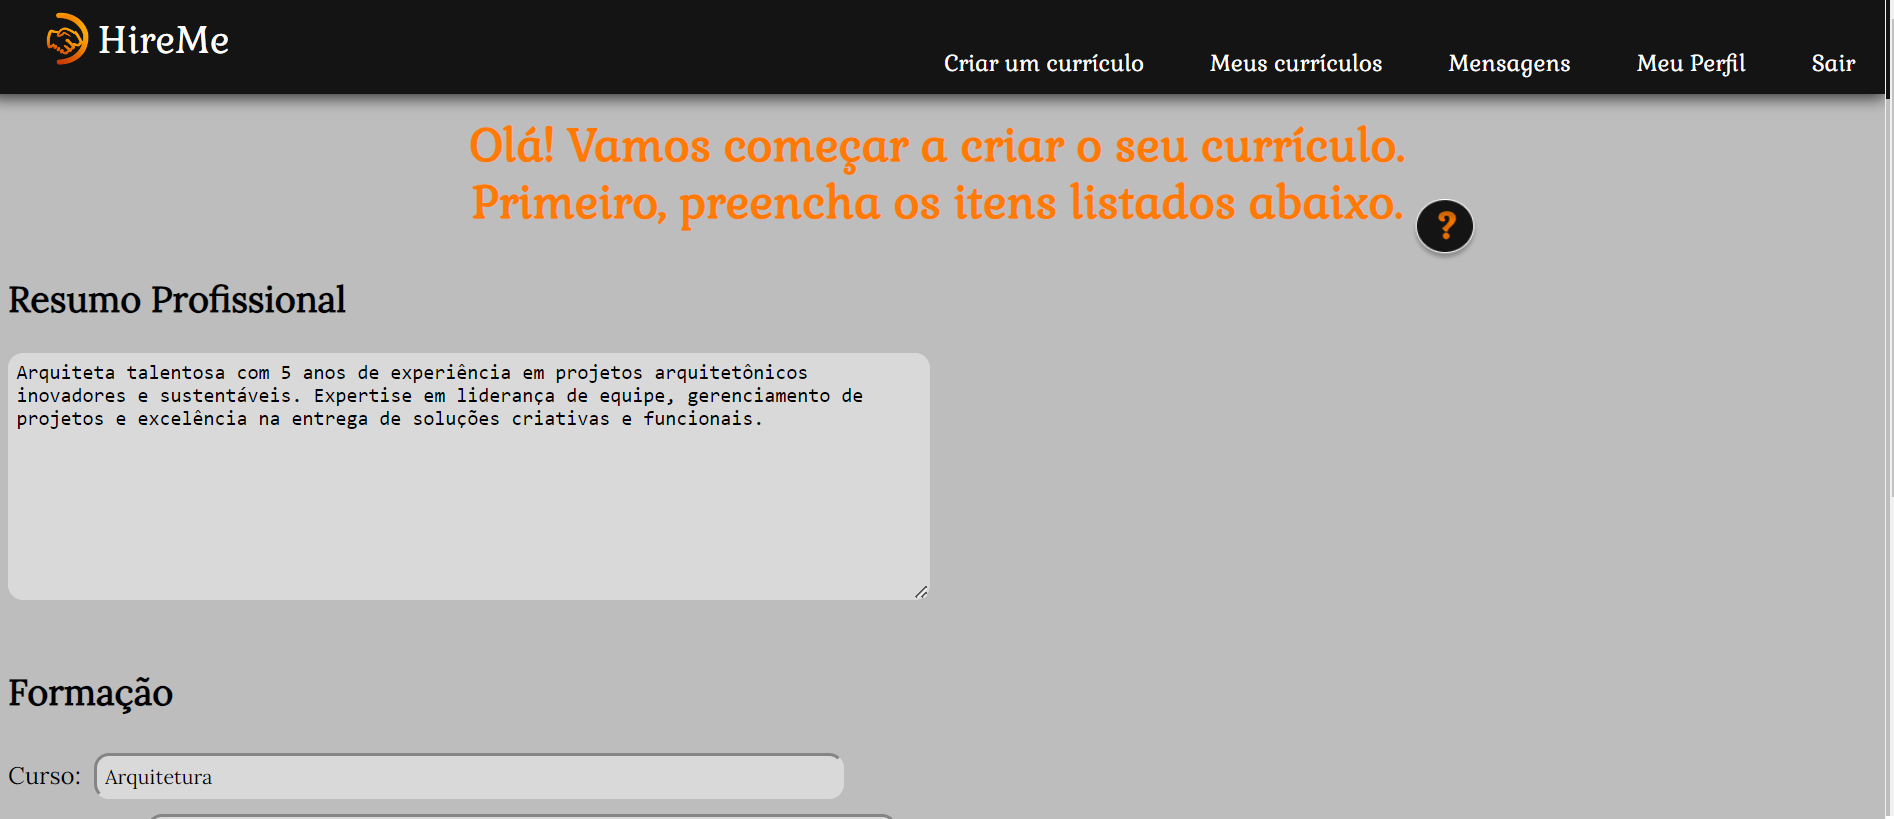 HireMe
Criar um currículo
Meus currículos
Mensagens
Meu Perfil
Sair
Olá! Vamos começar a criar o seu currículo.
Primeiro, preencha os itens listados abaixo.
?
Resumo Profissional
Arquiteta talentosa com 5 anos de experiência em projetos arquitetônicos
inovadores e sustentáveis. Expertise em liderança de equipe, gerenciamento de
projetos e excelência na entrega de soluções criativas e funcionais.
Formação
Curso:
Arquitetura